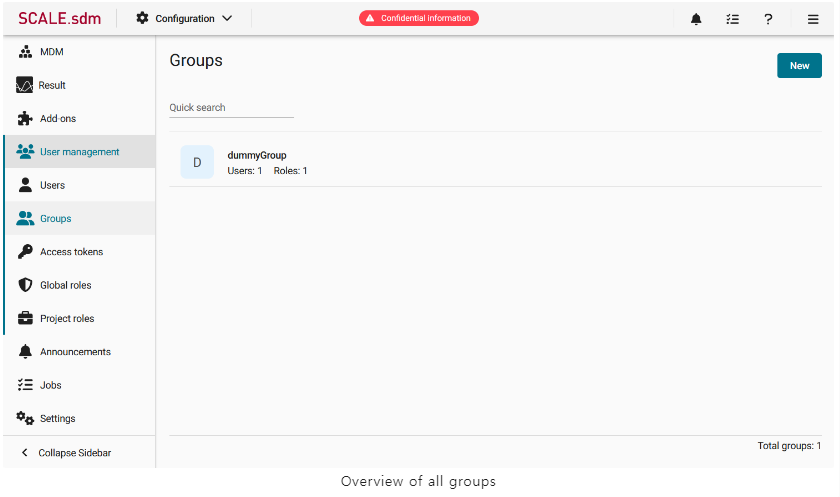 SCALE.sdm
Configuration
Confidential information
MDM
Result
Add-ons
User management
Users
Groups
Access tokens
Global roles
Project roles
Announcements
Jobs
Settings
Collapse Sidebar
Groups
New
Quick search
D
dummyGroup
Users: 1 Roles: 1
Total groups: 1
Overview of all groups